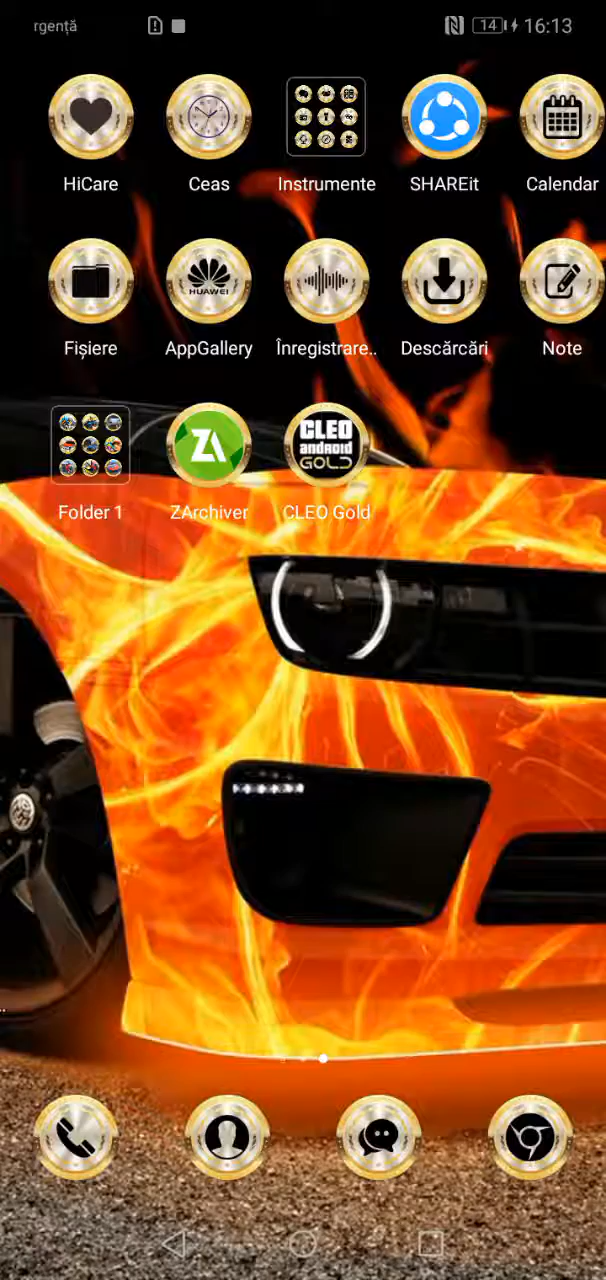 rgență 14 16:13
HiCare Ceas Instrumente SHAREit Calendar
HUAWEI
Fișiere AppGallery Înregistrare.. Descărcări Note
ZA CLEO android GOLD
Folder 1 ZArchiver CLEO Gold
..